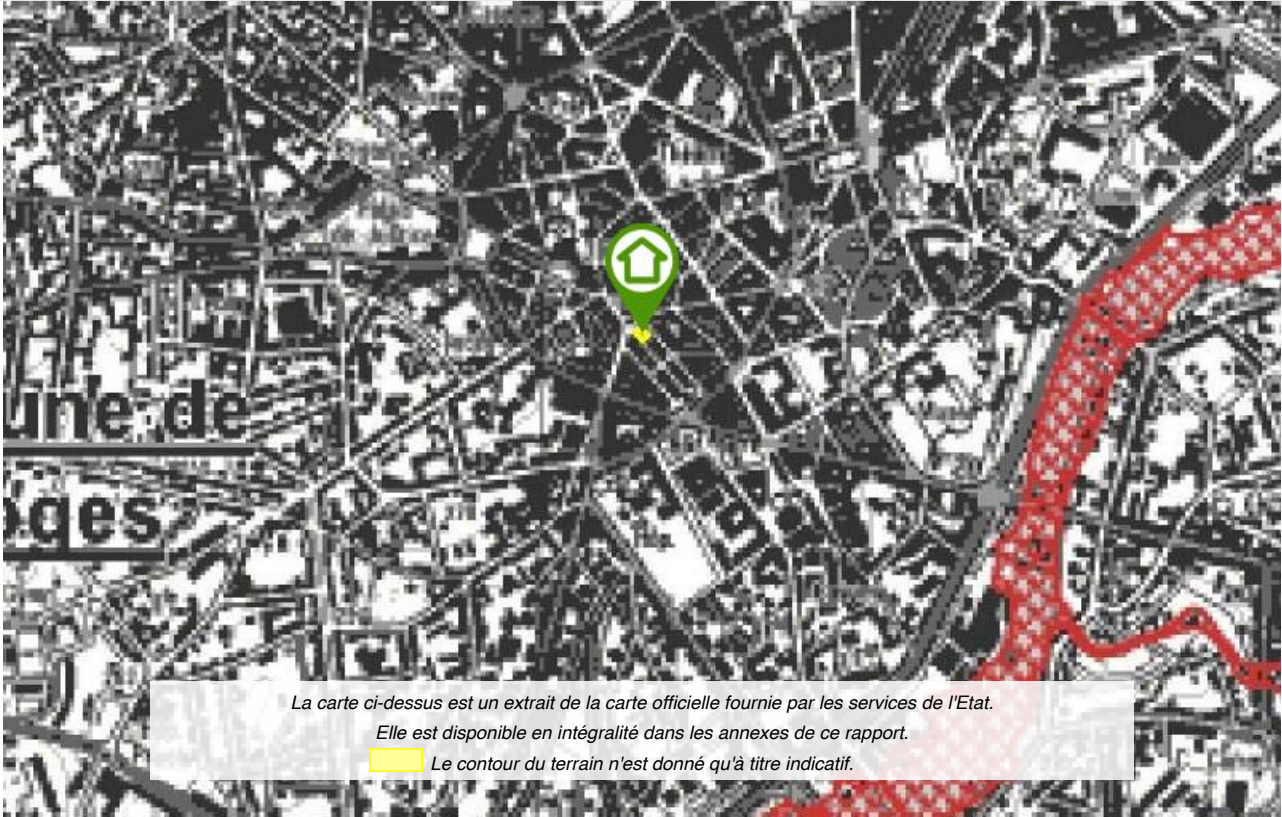 une de
oges
La carte ci-dessus est un extrait de la carte officielle fournie par les services de l'Etat.
Elle est disponible en intégralité dans les annexes de ce rapport.
Le contour du terrain n'est donné qu'à titre indicatif.